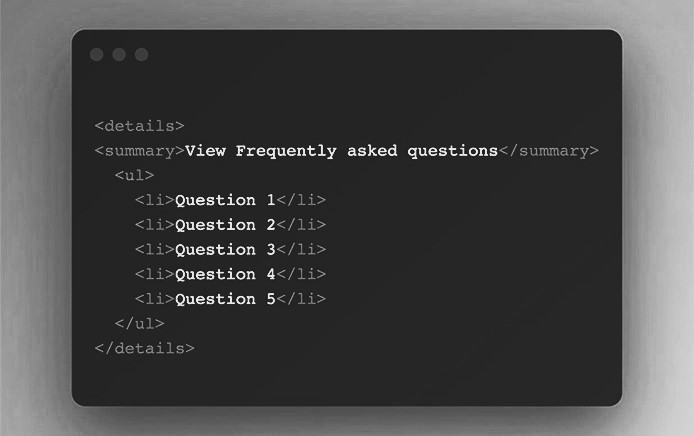 <details>
<summary>View Frequently asked questions</summary>
  <ul>
    <li>Question 1</li>
    <li>Question 2</li>
    <li>Question 3</li>
    <li>Question 4</li>
    <li>Question 5</li>
  </ul>
</details>